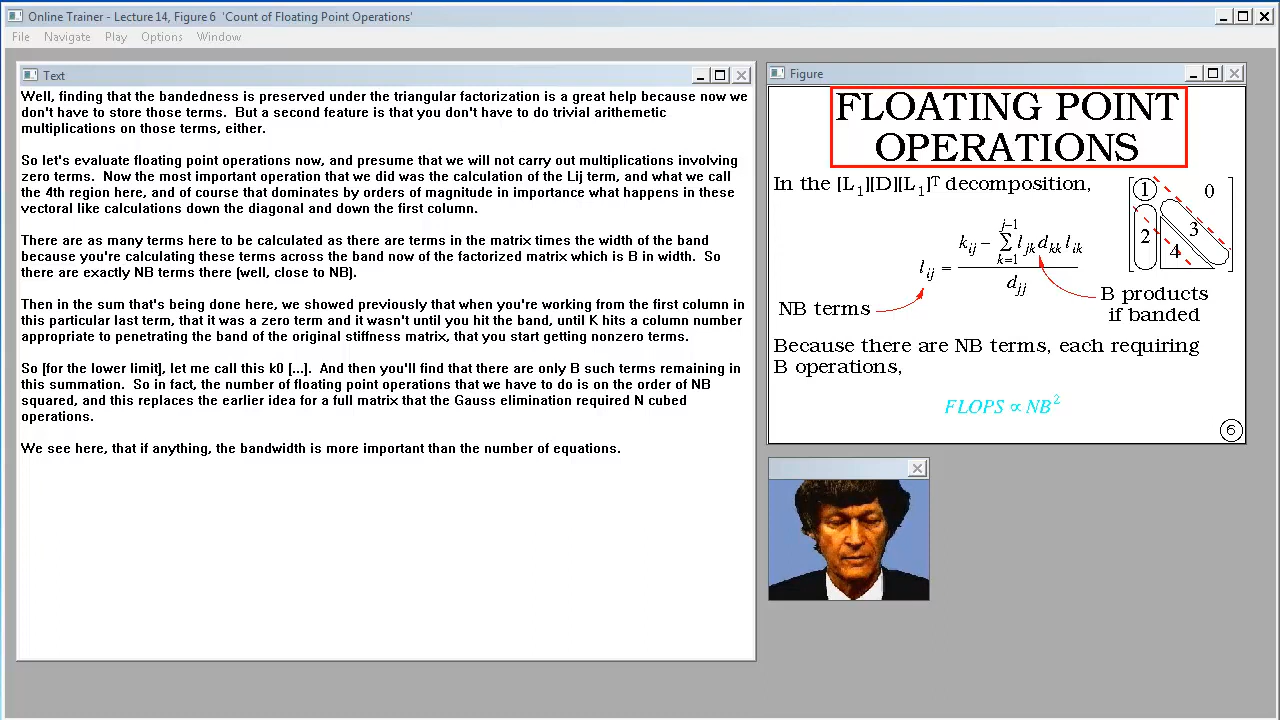 Online Trainer - Lecture 14, Figure 6  'Count of Floating Point Operations'
File Navigate Play Options Window
Text
Well, finding that the bandedness is preserved under the triangular factorization is a great help because now we
don't have to store those terms.  But a second feature is that you don't have to do trivial arithemetic
multiplications on those terms, either.
So let's evaluate floating point operations now, and presume that we will not carry out multiplications involving
zero terms.  Now the most important operation that we did was the calculation of the Lij term, and what we call
the 4th region here, and of course that dominates by orders of magnitude in importance what happens in these
vectoral like calculations down the diagonal and down the first column.
There are as many terms here to be calculated as there are terms in the matrix times the width of the band
because you're calculating these terms across the band now of the factorized matrix which is B in width.  So
there are exactly NB terms there (well, close to NB).
Then in the sum that's being done here, we showed previously that when you're working from the first column in
this particular last term, that it was a zero term and it wasn't until you hit the band, until K hits a column number
appropriate to penetrating the band of the original stiffness matrix, that you start getting nonzero terms.
So [for the lower limit], let me call this k0 [...].  And then you'll find that there are only B such terms remaining in
this summation.  So in fact, the number of floating point operations that we have to do is on the order of NB
squared, and this replaces the earlier idea for a full matrix that the Gauss elimination required N cubed
operations.
We see here, that if anything, the bandwidth is more important than the number of equations.
Figure
FLOATING POINT
OPERATIONS
In the [L₁][D][L₁]ᵀ decomposition,
1 0
2 3
4
j−1
kij − Σ ljk dkk lik
k=1
lij =
djj
NB terms
B products
if banded
Because there are NB terms, each requiring
B operations,
FLOPS ∝ NB²
6